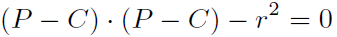 (P − C) · (P − C) − r² = 0